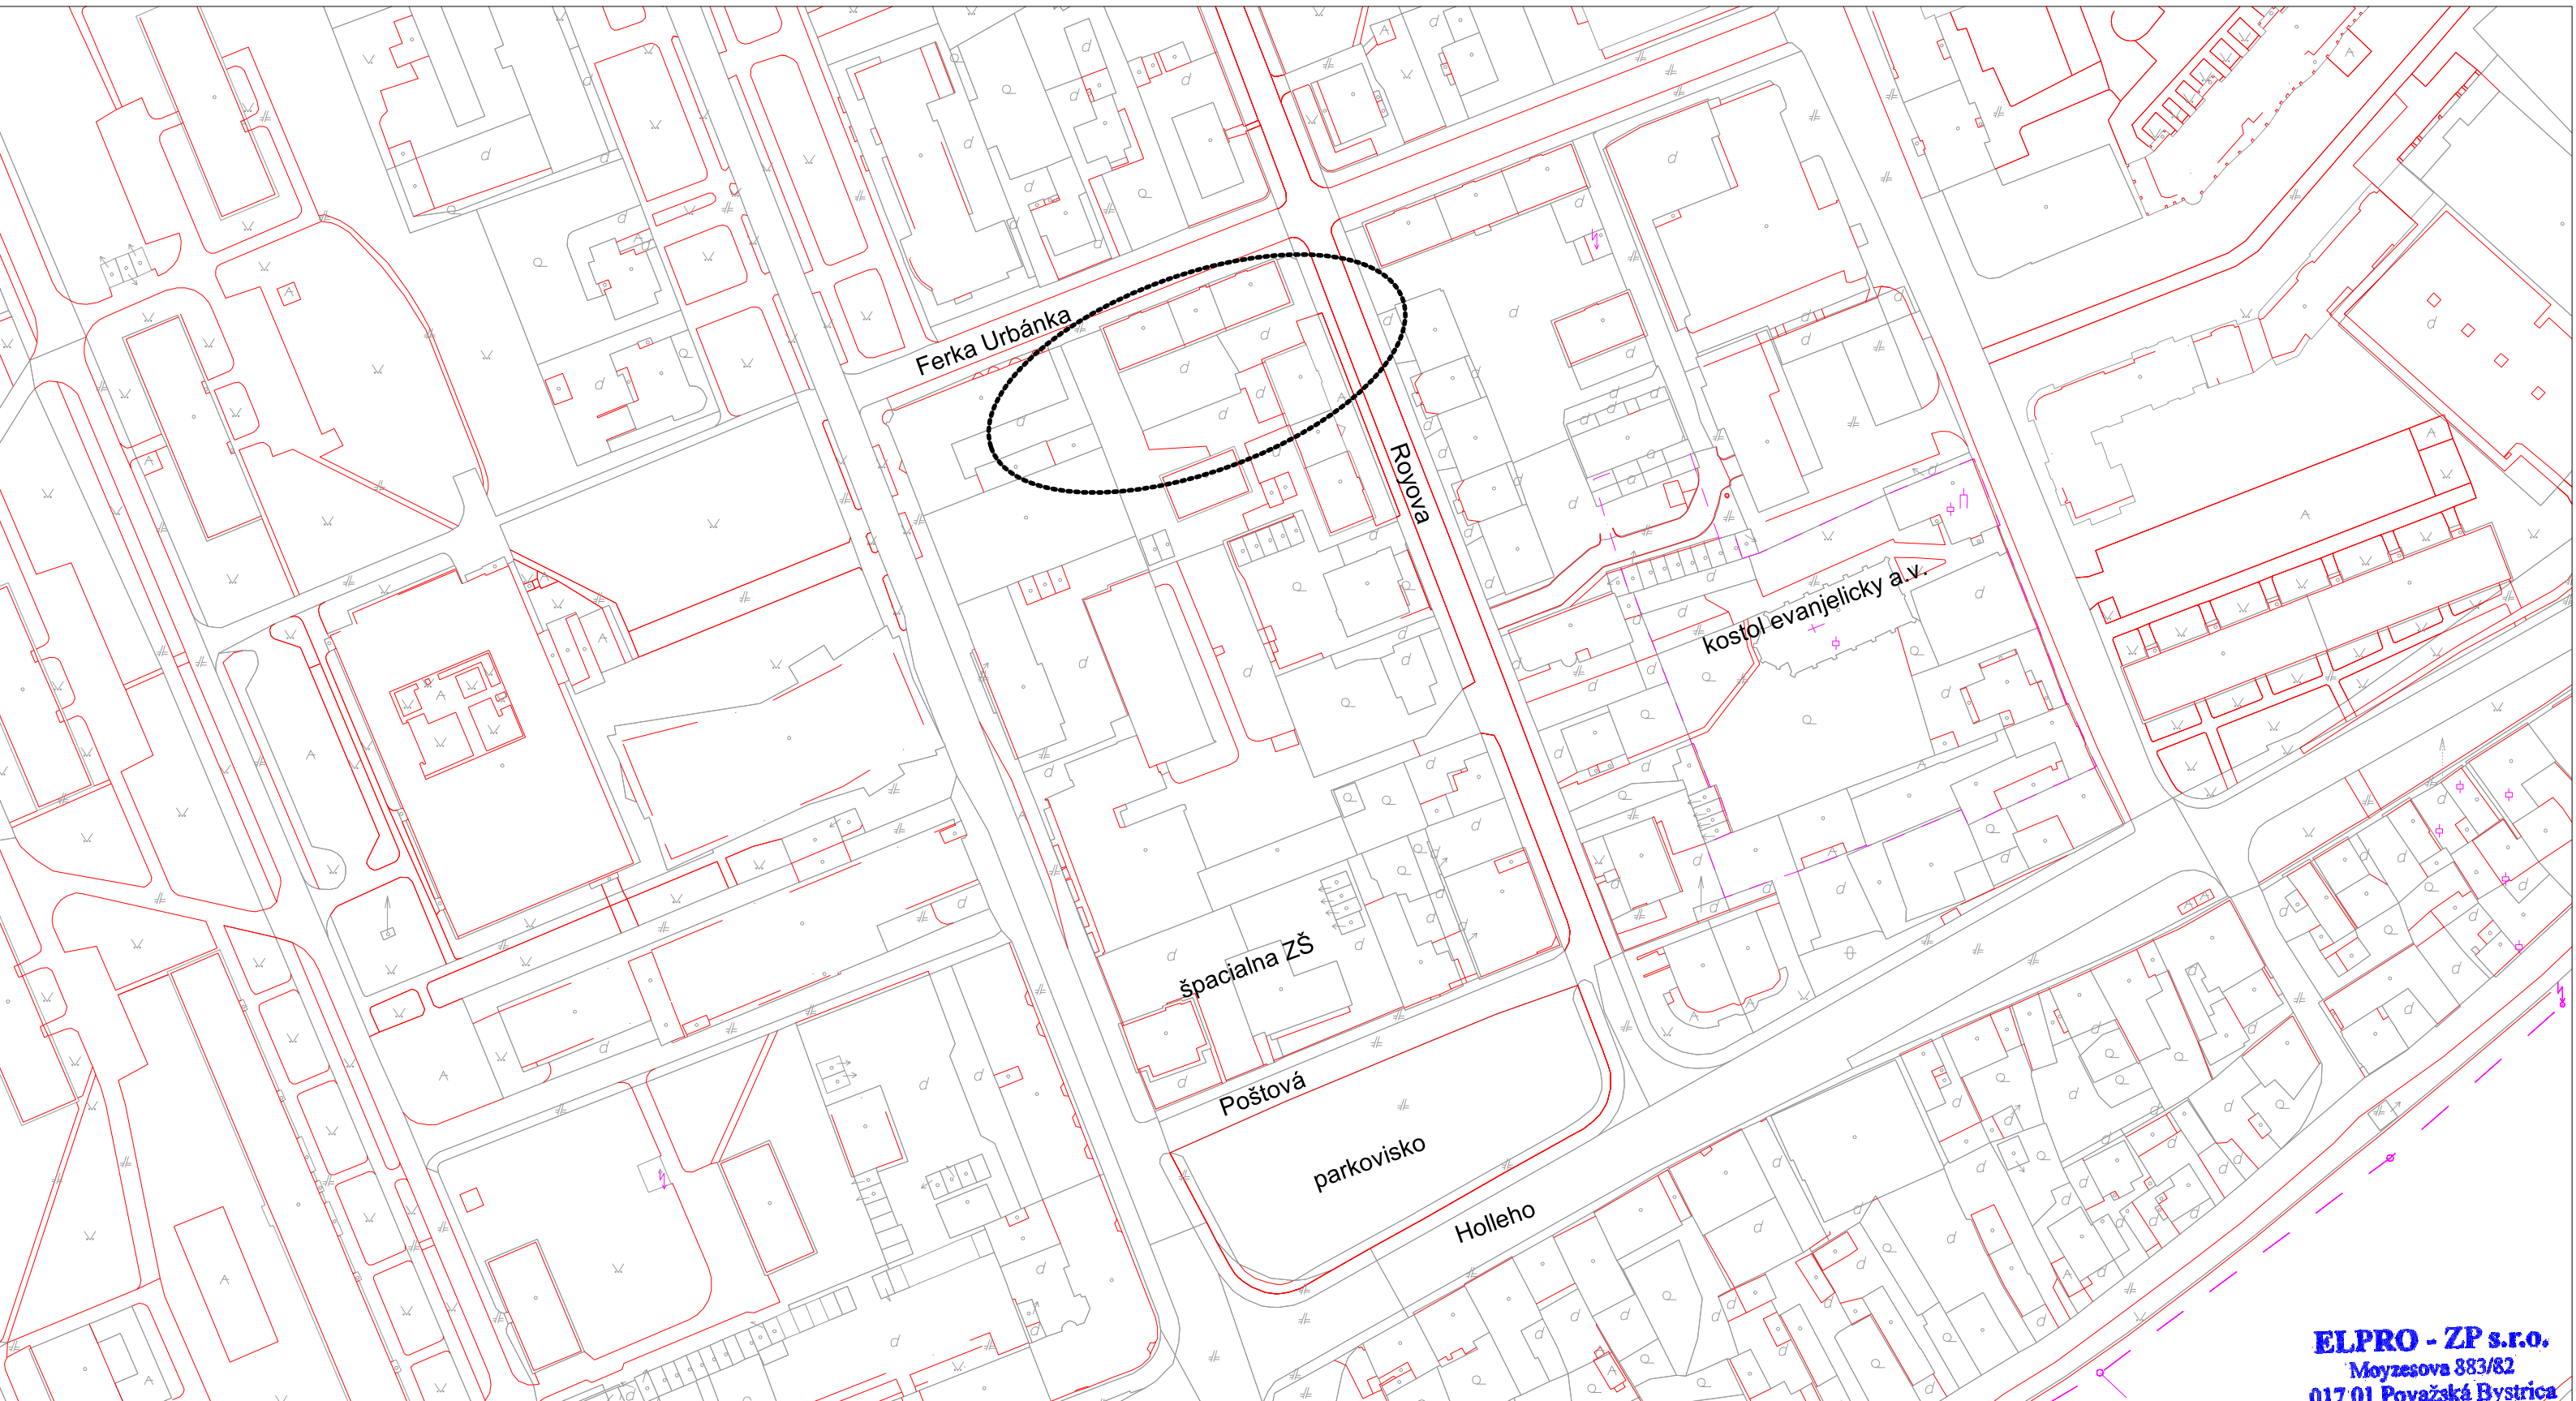 Ferka Urbánka
Royova
kostol evanjelicky a.v.
špacialna ZŠ
Poštová
parkovisko
Holleho
ELPRO - ZP s.r.o.
Moyzesova 883/82
017 01 Považská Bystrica